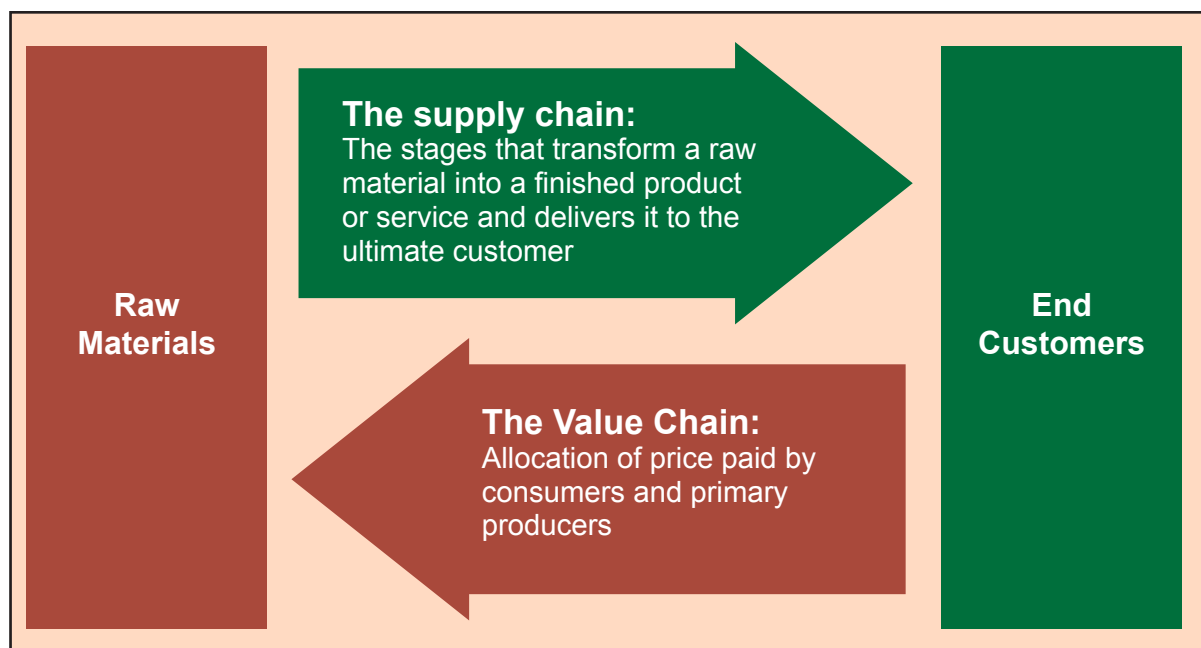 Raw
Materials
The supply chain:
The stages that transform a raw
material into a finished product
or service and delivers it to the
ultimate customer
The Value Chain:
Allocation of price paid by
consumers and primary
producers
End
Customers